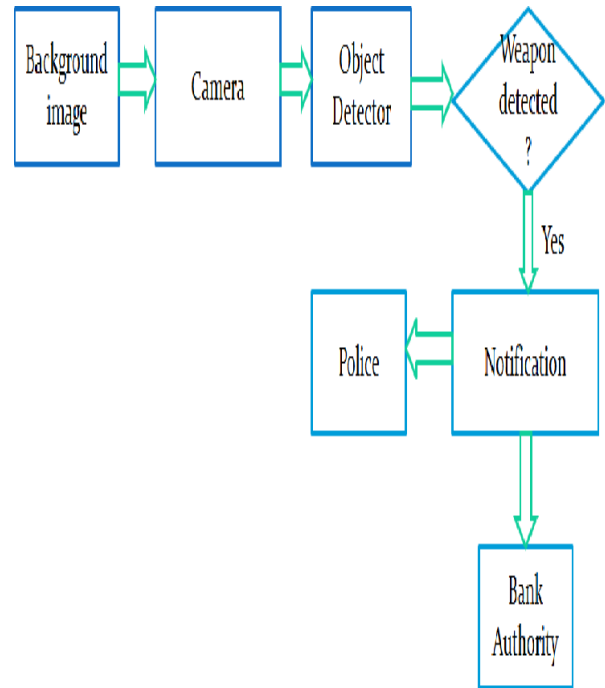 Background
image
Camera
Object
Detector
Weapon
detected
?
Yes
Police
Notification
Bank
Authority